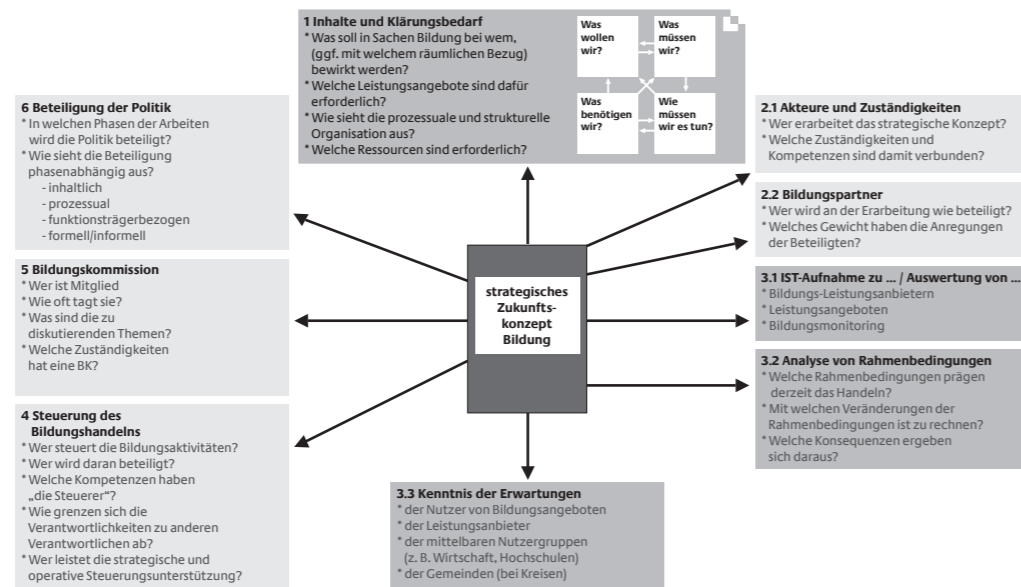 1 Inhalte und Klärungsbedarf
* Was soll in Sachen Bildung bei wem,
(ggf. mit welchem räumlichen Bezug)
bewirkt werden?
* Welche Leistungsangebote sind dafür
erforderlich?
* Wie sieht die prozessuale und strukturelle
Organisation aus?
* Welche Ressourcen sind erforderlich?
Was
wollen
wir?
Was
müssen
wir?
Was
benötigen
wir?
Wie
müssen
wir es tun?
6 Beteiligung der Politik
* In welchen Phasen der Arbeiten
wird die Politik beteiligt?
* Wie sieht die Beteiligung
phasenabhängig aus?
- inhaltlich
- prozessual
- funktionsträgerbezogen
- formell/informell
5 Bildungskommission
* Wer ist Mitglied
* Wie oft tagt sie?
* Was sind die zu
diskutierenden Themen?
* Welche Zuständigkeiten
hat eine BK?
4 Steuerung des
Bildungshandelns
* Wer steuert die Bildungsaktivitäten?
* Wer wird daran beteiligt?
* Welche Kompetenzen haben
„die Steuerer“?
* Wie grenzen sich die
Verantwortlichkeiten zu anderen
Verantwortlichen ab?
* Wer leistet die strategische und
operative Steuerungsunterstützung?
strategisches
Zukunfts-
konzept
Bildung
2.1 Akteure und Zuständigkeiten
* Wer erarbeitet das strategische Konzept?
* Welche Zuständigkeiten und
Kompetenzen sind damit verbunden?
2.2 Bildungspartner
* Wer wird an der Erarbeitung wie beteiligt?
* Welches Gewicht haben die Anregungen
der Beteiligten?
3.1 IST-Aufnahme zu ... / Auswertung von ...
* Bildungs-Leistungsanbietern
* Leistungsangeboten
* Bildungsmonitoring
3.2 Analyse von Rahmenbedingungen
* Welche Rahmenbedingungen prägen
derzeit das Handeln?
* Mit welchen Veränderungen der
Rahmenbedingungen ist zu rechnen?
* Welche Konsequenzen ergeben
sich daraus?
3.3 Kenntnis der Erwartungen
* der Nutzer von Bildungsangeboten
* der Leistungsanbieter
* der mittelbaren Nutzergruppen
(z. B. Wirtschaft, Hochschulen)
* der Gemeinden (bei Kreisen)